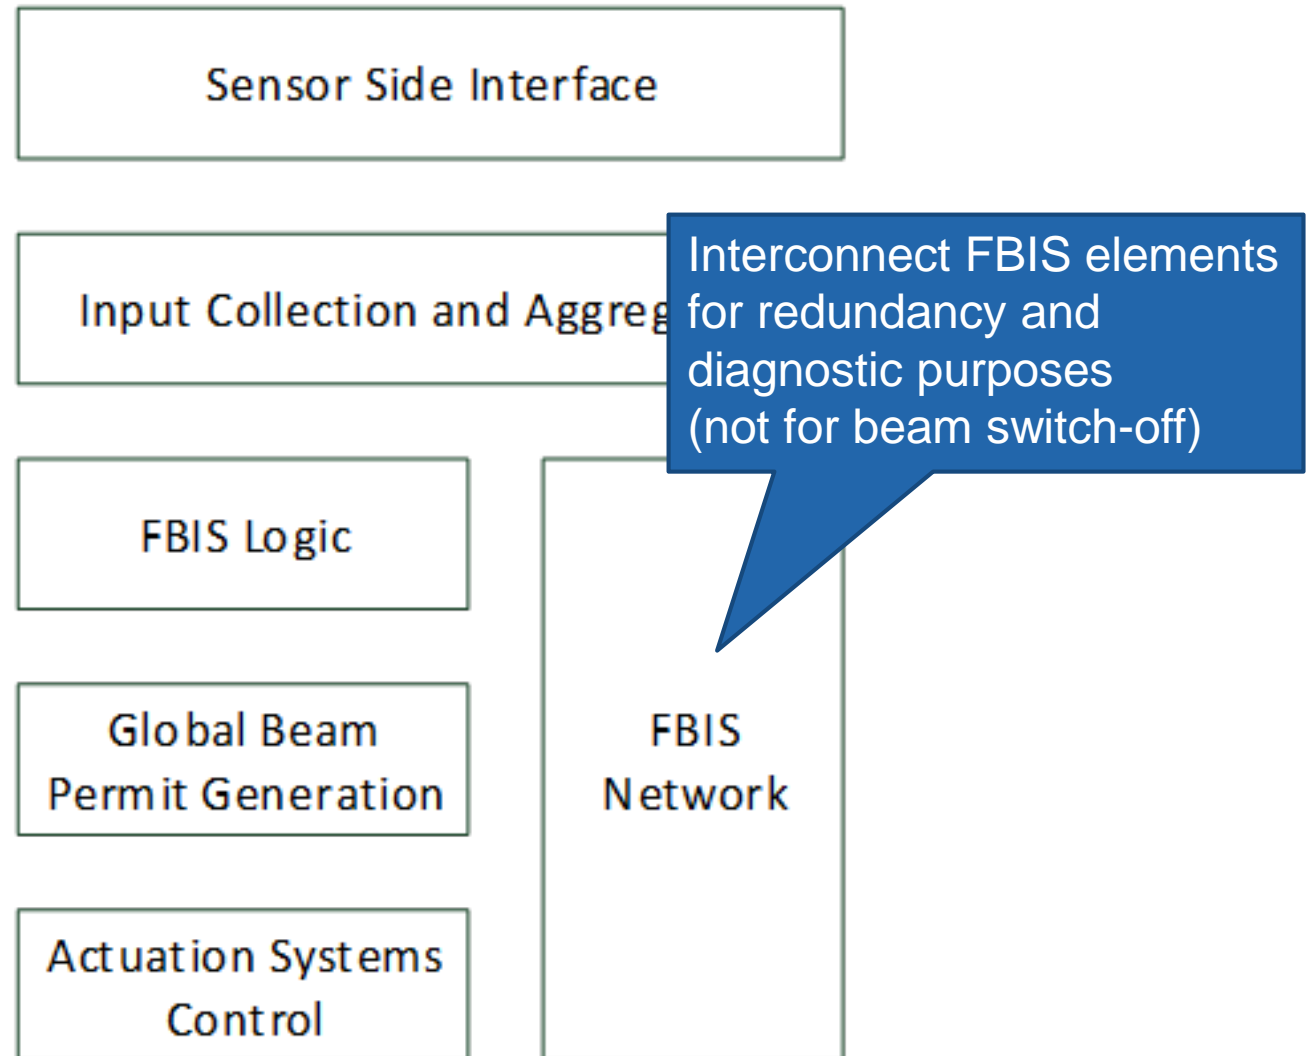 Sensor Side Interface
Input Collection and Aggreg
Interconnect FBIS elements
for redundancy and
diagnostic purposes
(not for beam switch-off)
FBIS Logic
Global Beam
Permit Generation
FBIS
Network
Actuation Systems
Control